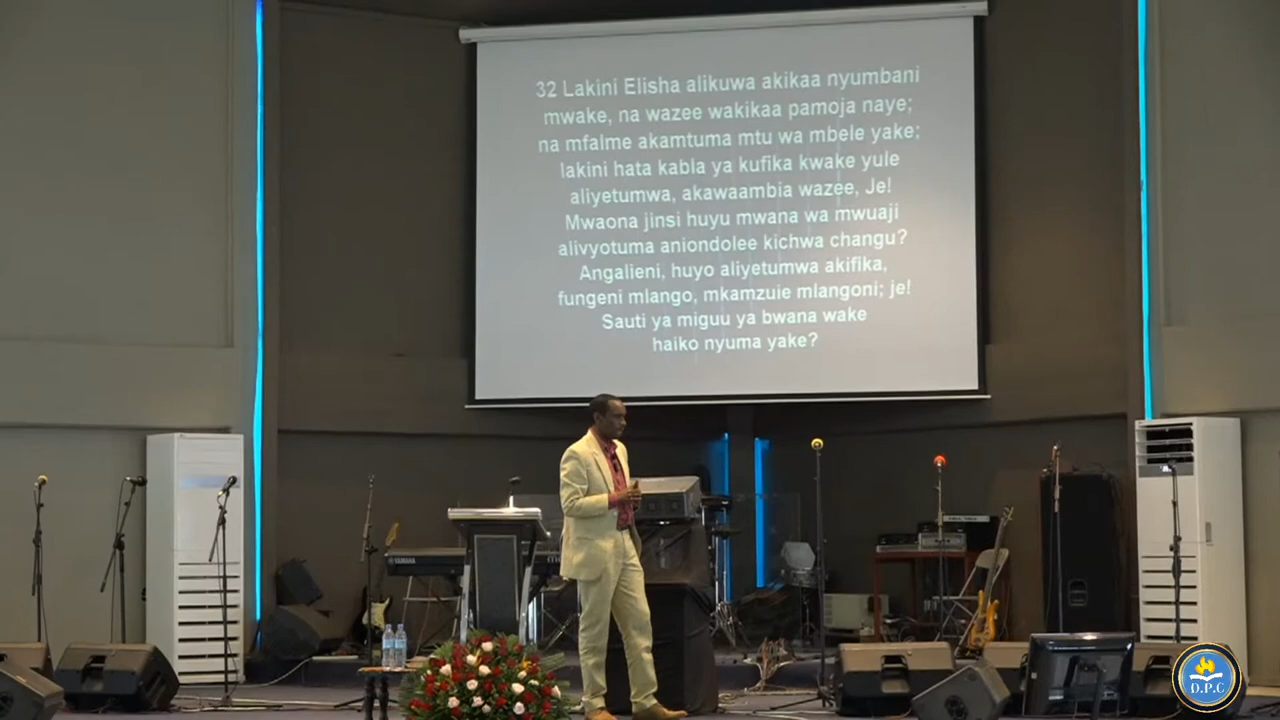 32 Lakini Elisha alikuwa akikaa nyumbani
mwake, na wazee wakikaa pamoja naye;
na mfalme akamtuma mtu wa mbele yake;
lakini hata kabla ya kufika kwake yule
aliyetumwa, akawaambia wazee, Je!
Mwaona jinsi huyu mwana wa mwuaji
alivyotuma aniondolee kichwa changu?
Angalieni, huyo aliyetumwa akifika,
fungeni mlango, mkamzuie mlangoni; je!
Sauti ya miguu ya bwana wake
haiko nyuma yake?
YAMAHA
D.P.C